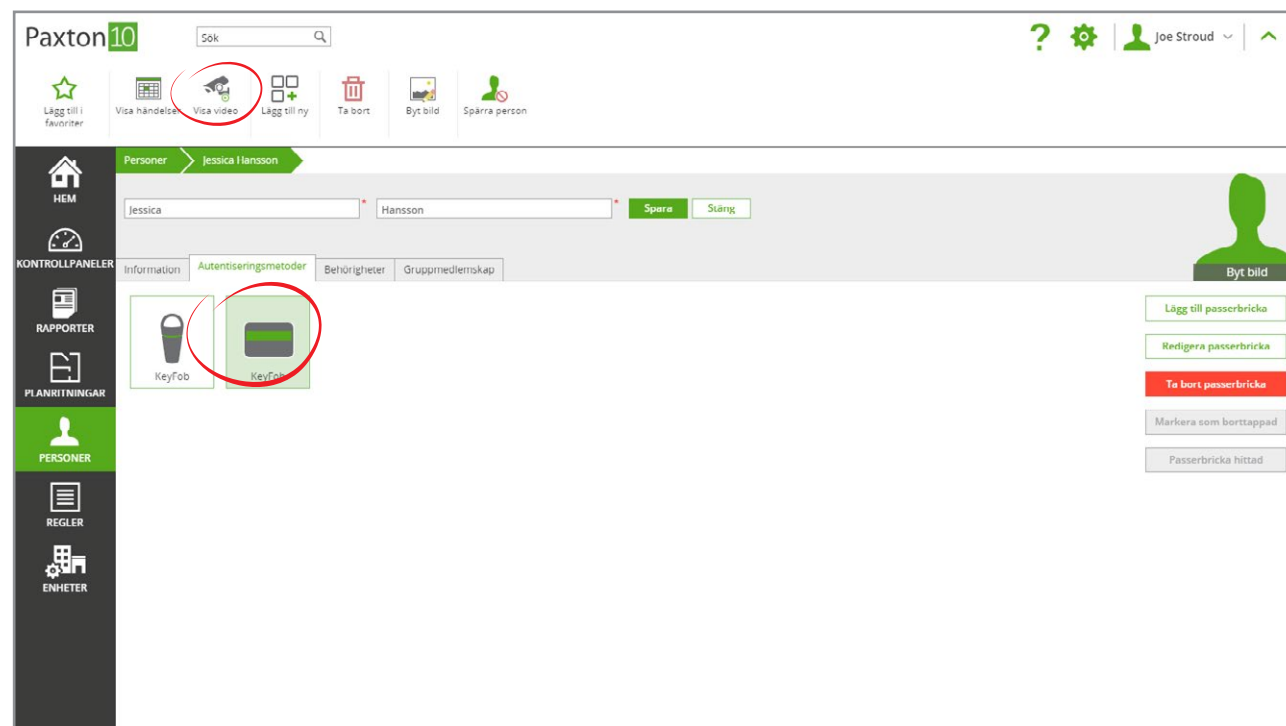 Paxton 10
Sök
?
Joe Stroud
Lägg till i
favoriter
Visa händelser
Visa video
Lägg till ny
Ta bort
Byt bild
Spärra person
HEM
KONTROLLPANELER
RAPPORTER
PLANRITNINGAR
PERSONER
REGLER
ENHETER
Personer
Jessica Hansson
Jessica
*
Hansson
*
Spara
Stäng
Byt bild
Information
Autentiseringsmetoder
Behörigheter
Gruppmedlemskap
KeyFob
KeyFob
Lägg till passerbricka
Redigera passerbricka
Ta bort passerbricka
Markera som borttappad
Passerbricka hittad